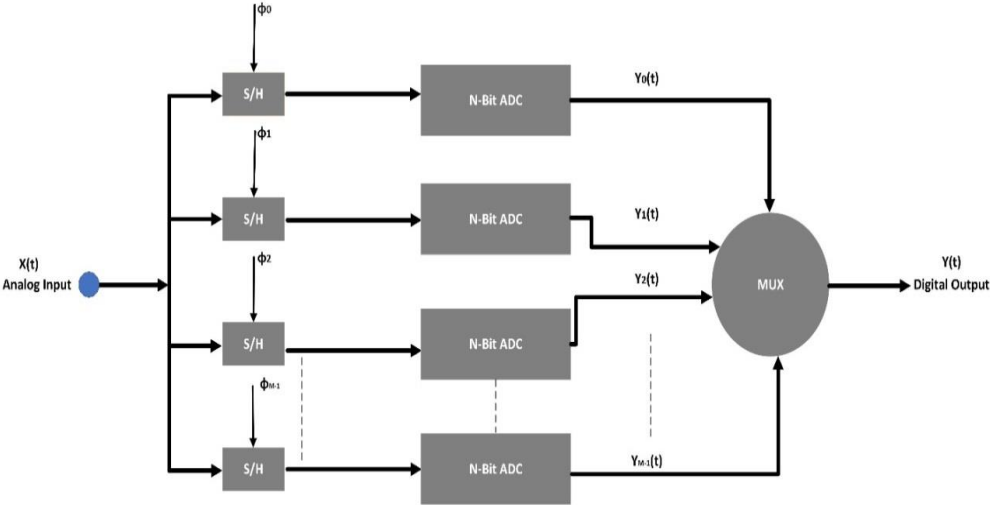 ϕ0
S/H
N-Bit ADC
Y0(t)
ϕ1
S/H
N-Bit ADC
Y1(t)
X(t)
Analog Input
ϕ2
S/H
N-Bit ADC
Y2(t)
MUX
Y(t)
Digital Output
ϕM-1
S/H
N-Bit ADC
YM-1(t)